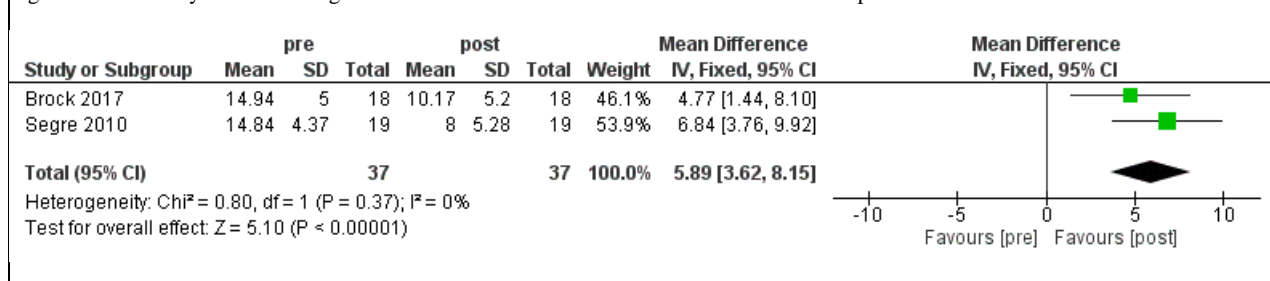 pre post Mean Difference Mean Difference
Study or Subgroup Mean SD Total Mean SD Total Weight IV, Fixed, 95% CI IV, Fixed, 95% CI
Brock 2017 14.94 5 18 10.17 5.2 18 46.1% 4.77 [1.44, 8.10]
Segre 2010 14.84 4.37 19 8 5.28 19 53.9% 6.84 [3.76, 9.92]
Total (95% CI) 37 37 100.0% 5.89 [3.62, 8.15]
Heterogeneity: Chi² = 0.80, df = 1 (P = 0.37); I² = 0%
Test for overall effect: Z = 5.10 (P < 0.00001)
-10 -5 0 5 10
Favours [pre] Favours [post]